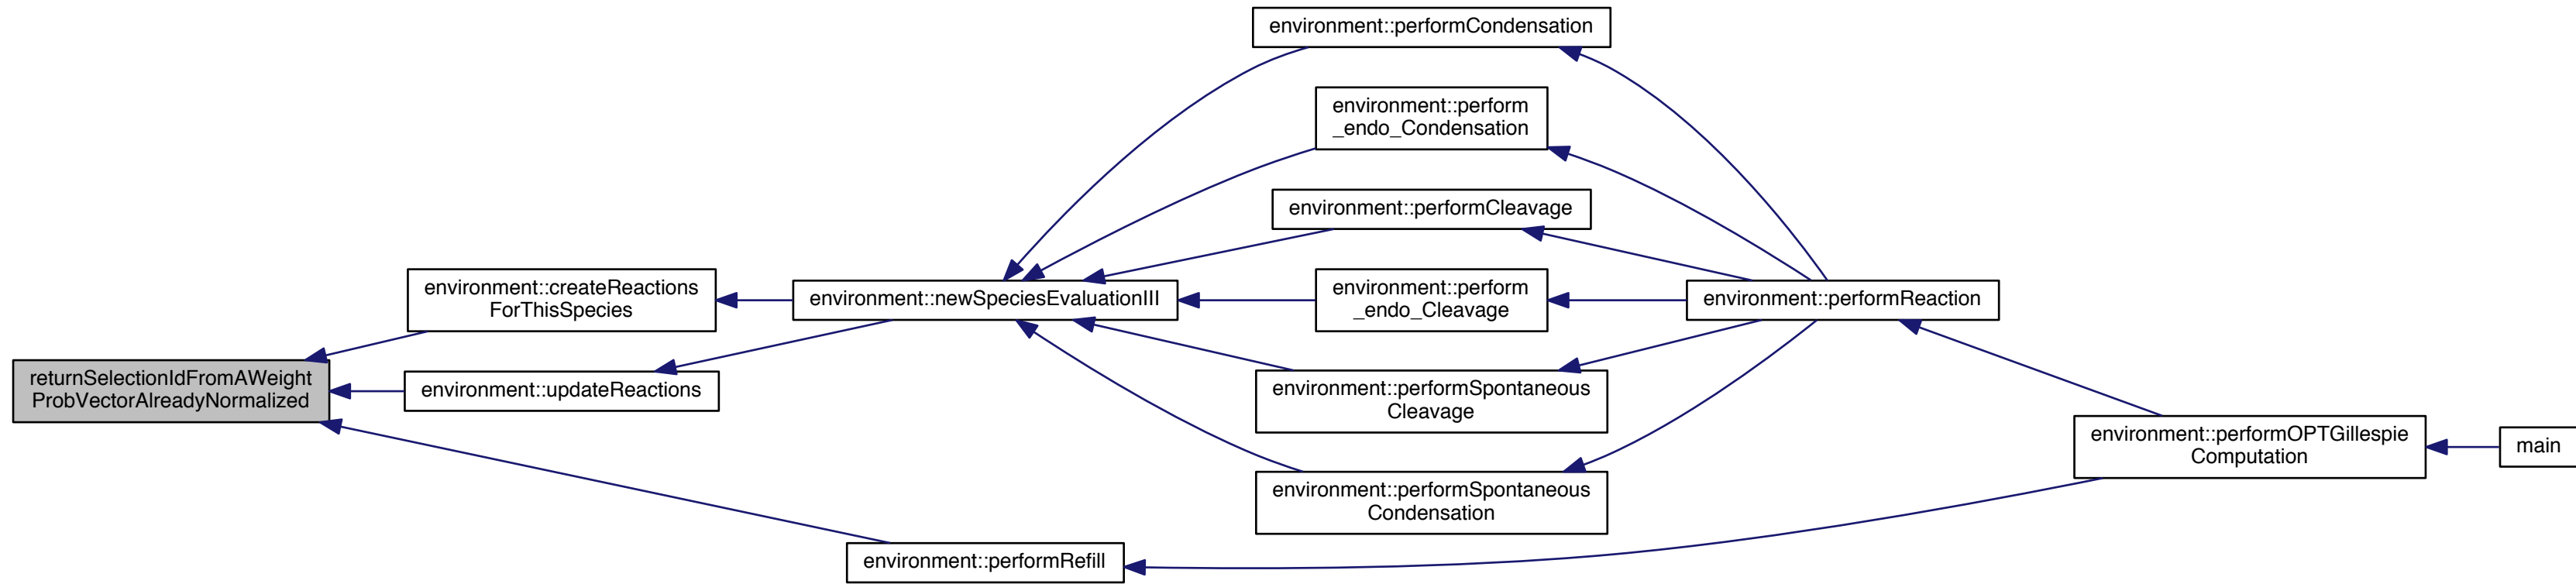 environment::performCondensation
environment::perform
_endo_Condensation
environment::performCleavage
environment::createReactions
ForThisSpecies
environment::newSpeciesEvaluationIII
environment::perform
_endo_Cleavage
environment::performReaction
returnSelectionIdFromAWeight
ProbVectorAlreadyNormalized
environment::updateReactions
environment::performSpontaneous
Cleavage
environment::performOPTGillespie
Computation
main
environment::performSpontaneous
Condensation
environment::performRefill